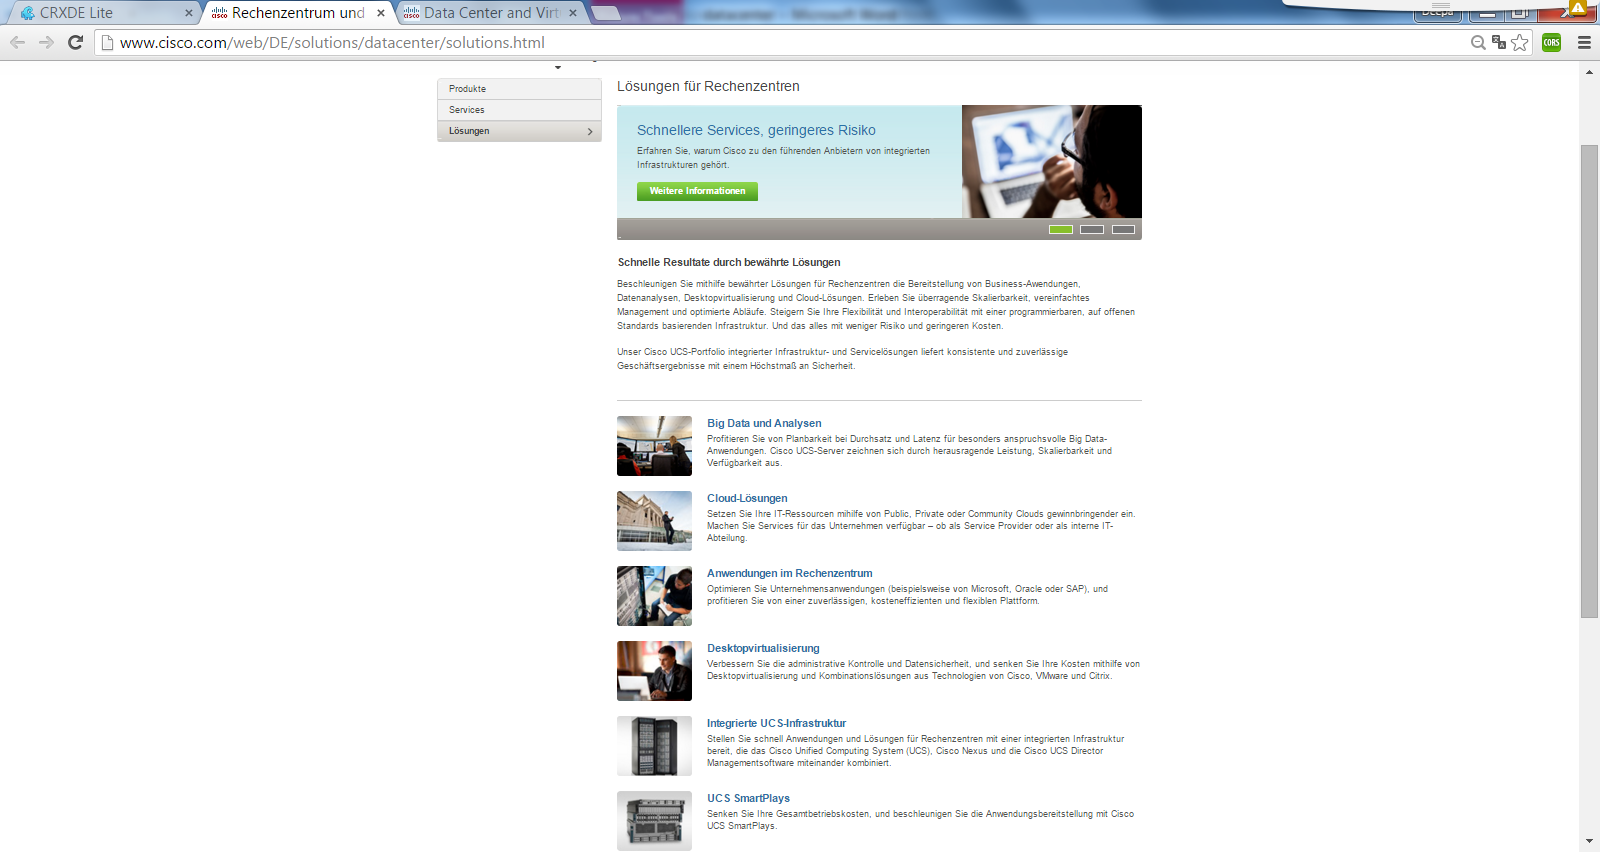 CRXDE Lite
Rechenzentrum und
Data Center and Virt
Deepa
www.cisco.com/web/DE/solutions/datacenter/solutions.html
CORS
Produkte
Services
Lösungen
Lösungen für Rechenzentren
Schnellere Services, geringeres Risiko
Erfahren Sie, warum Cisco zu den führenden Anbietern von integrierten
Infrastrukturen gehört.
Weitere Informationen
Schnelle Resultate durch bewährte Lösungen
Beschleunigen Sie mithilfe bewährter Lösungen für Rechenzentren die Bereitstellung von Business-Awendungen,
Datenanalysen, Desktopvirtualisierung und Cloud-Lösungen. Erleben Sie überragende Skalierbarkeit, vereinfachtes
Management und optimierte Abläufe. Steigern Sie Ihre Flexibilität und Interoperabilität mit einer programmierbaren, auf offenen
Standards basierenden Infrastruktur. Und das alles mit weniger Risiko und geringeren Kosten.
Unser Cisco UCS-Portfolio integrierter Infrastruktur- und Servicelösungen liefert konsistente und zuverlässige
Geschäftsergebnisse mit einem Höchstmaß an Sicherheit.
Big Data und Analysen
Profitieren Sie von Planbarkeit bei Durchsatz und Latenz für besonders anspruchsvolle Big Data-
Anwendungen. Cisco UCS-Server zeichnen sich durch herausragende Leistung, Skalierbarkeit und
Verfügbarkeit aus.
Cloud-Lösungen
Setzen Sie Ihre IT-Ressourcen mihilfe von Public, Private oder Community Clouds gewinnbringender ein.
Machen Sie Services für das Unternehmen verfügbar – ob als Service Provider oder als interne IT-
Abteilung.
Anwendungen im Rechenzentrum
Optimieren Sie Unternehmensanwendungen (beispielsweise von Microsoft, Oracle oder SAP), und
profitieren Sie von einer zuverlässigen, kosteneffizienten und flexiblen Plattform.
Desktopvirtualisierung
Verbessern Sie die administrative Kontrolle und Datensicherheit, und senken Sie Ihre Kosten mithilfe von
Desktopvirtualisierung und Kombinationslösungen aus Technologien von Cisco, VMware und Citrix.
Integrierte UCS-Infrastruktur
Stellen Sie schnell Anwendungen und Lösungen für Rechenzentren mit einer integrierten Infrastruktur
bereit, die das Cisco Unified Computing System (UCS), Cisco Nexus und die Cisco UCS Director
Managementsoftware miteinander kombiniert.
UCS SmartPlays
Senken Sie Ihre Gesamtbetriebskosten, und beschleunigen Sie die Anwendungsbereitstellung mit Cisco
UCS SmartPlays.